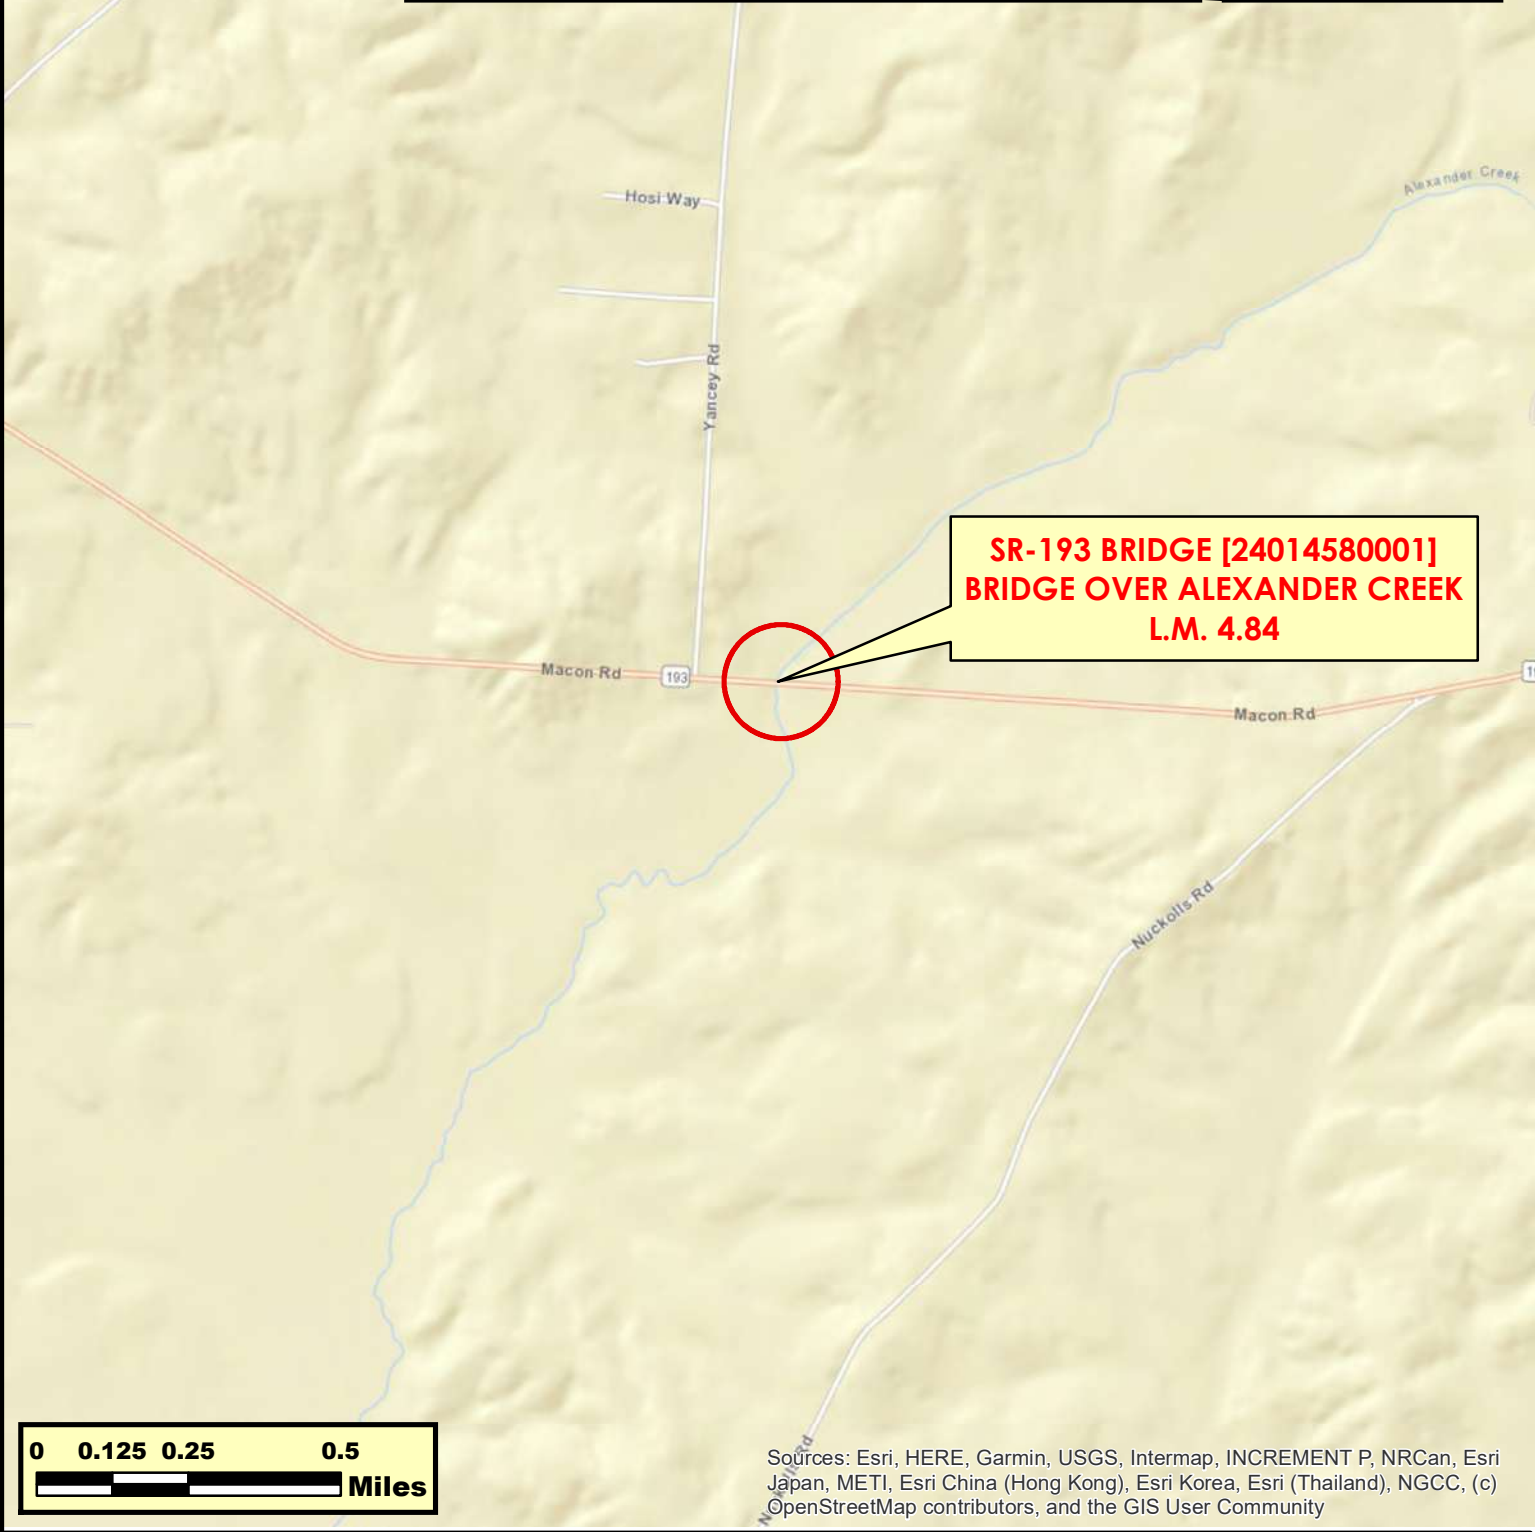 Hosi Way
Alexander Creek
Yancey Rd
SR-193 BRIDGE [24014580001]
BRIDGE OVER ALEXANDER CREEK
L.M. 4.84
Macon Rd
193
Macon Rd
Nuckolls Rd
0 0.125 0.25 0.5
Miles
Sources: Esri, HERE, Garmin, USGS, Intermap, INCREMENT P, NRCan, Esri
Japan, METI, Esri China (Hong Kong), Esri Korea, Esri (Thailand), NGCC, (c)
OpenStreetMap contributors, and the GIS User Community